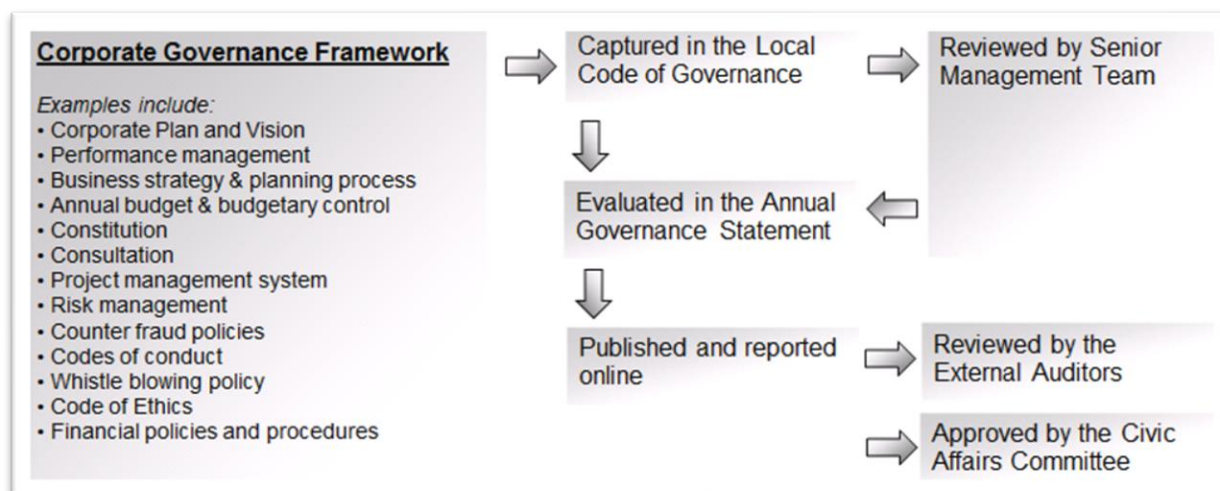 Corporate Governance Framework
Examples include:
• Corporate Plan and Vision
• Performance management
• Business strategy & planning process
• Annual budget & budgetary control
• Constitution
• Consultation
• Project management system
• Risk management
• Counter fraud policies
• Codes of conduct
• Whistle blowing policy
• Code of Ethics
• Financial policies and procedures
Captured in the Local
Code of Governance
Reviewed by Senior
Management Team
Evaluated in the Annual
Governance Statement
Published and reported
online
Reviewed by the
External Auditors
Approved by the Civic
Affairs Committee